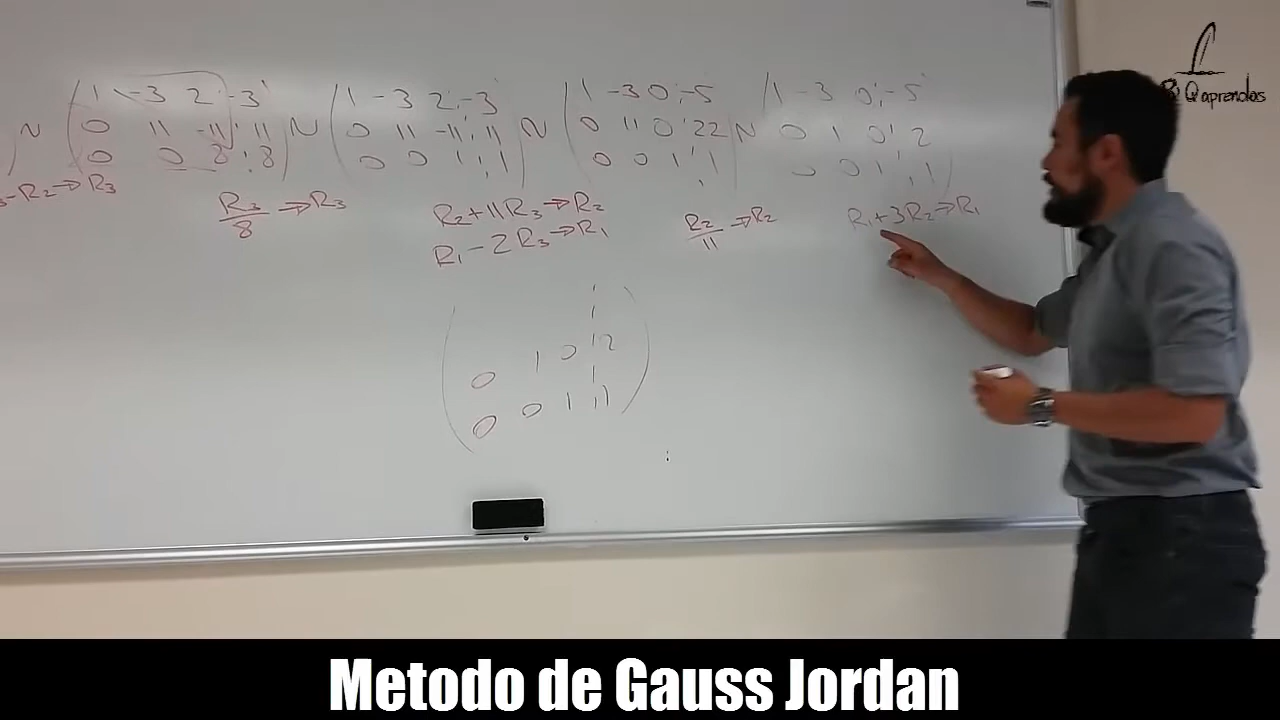 ) ~ ( 1 -3 2 ¦ -3 ) ~ ( 1 -3 2 ¦ -3 ) ~ ( 1 -3 0 ¦ -5 ) ~ ( 1 -3 0 ¦ -5 )
0 11 -11 ¦ 11   0 11 -11 ¦ 11   0 11 0 ¦ 22   0 1 0 ¦ 2
0 0 8 ¦ 8   0 0 1 ¦ 1   0 0 1 ¦ 1   0 0 1 ¦ 1
-R₂→R₃
R₃/8 → R₃
R₂+11R₃→R₂
R₁-2R₃→R₁
R₂/11 → R₂
R₁+3R₂→R₁
0 1 0 ¦ 2
0 0 1 ¦ 1
Qaprendas
Metodo de Gauss Jordan